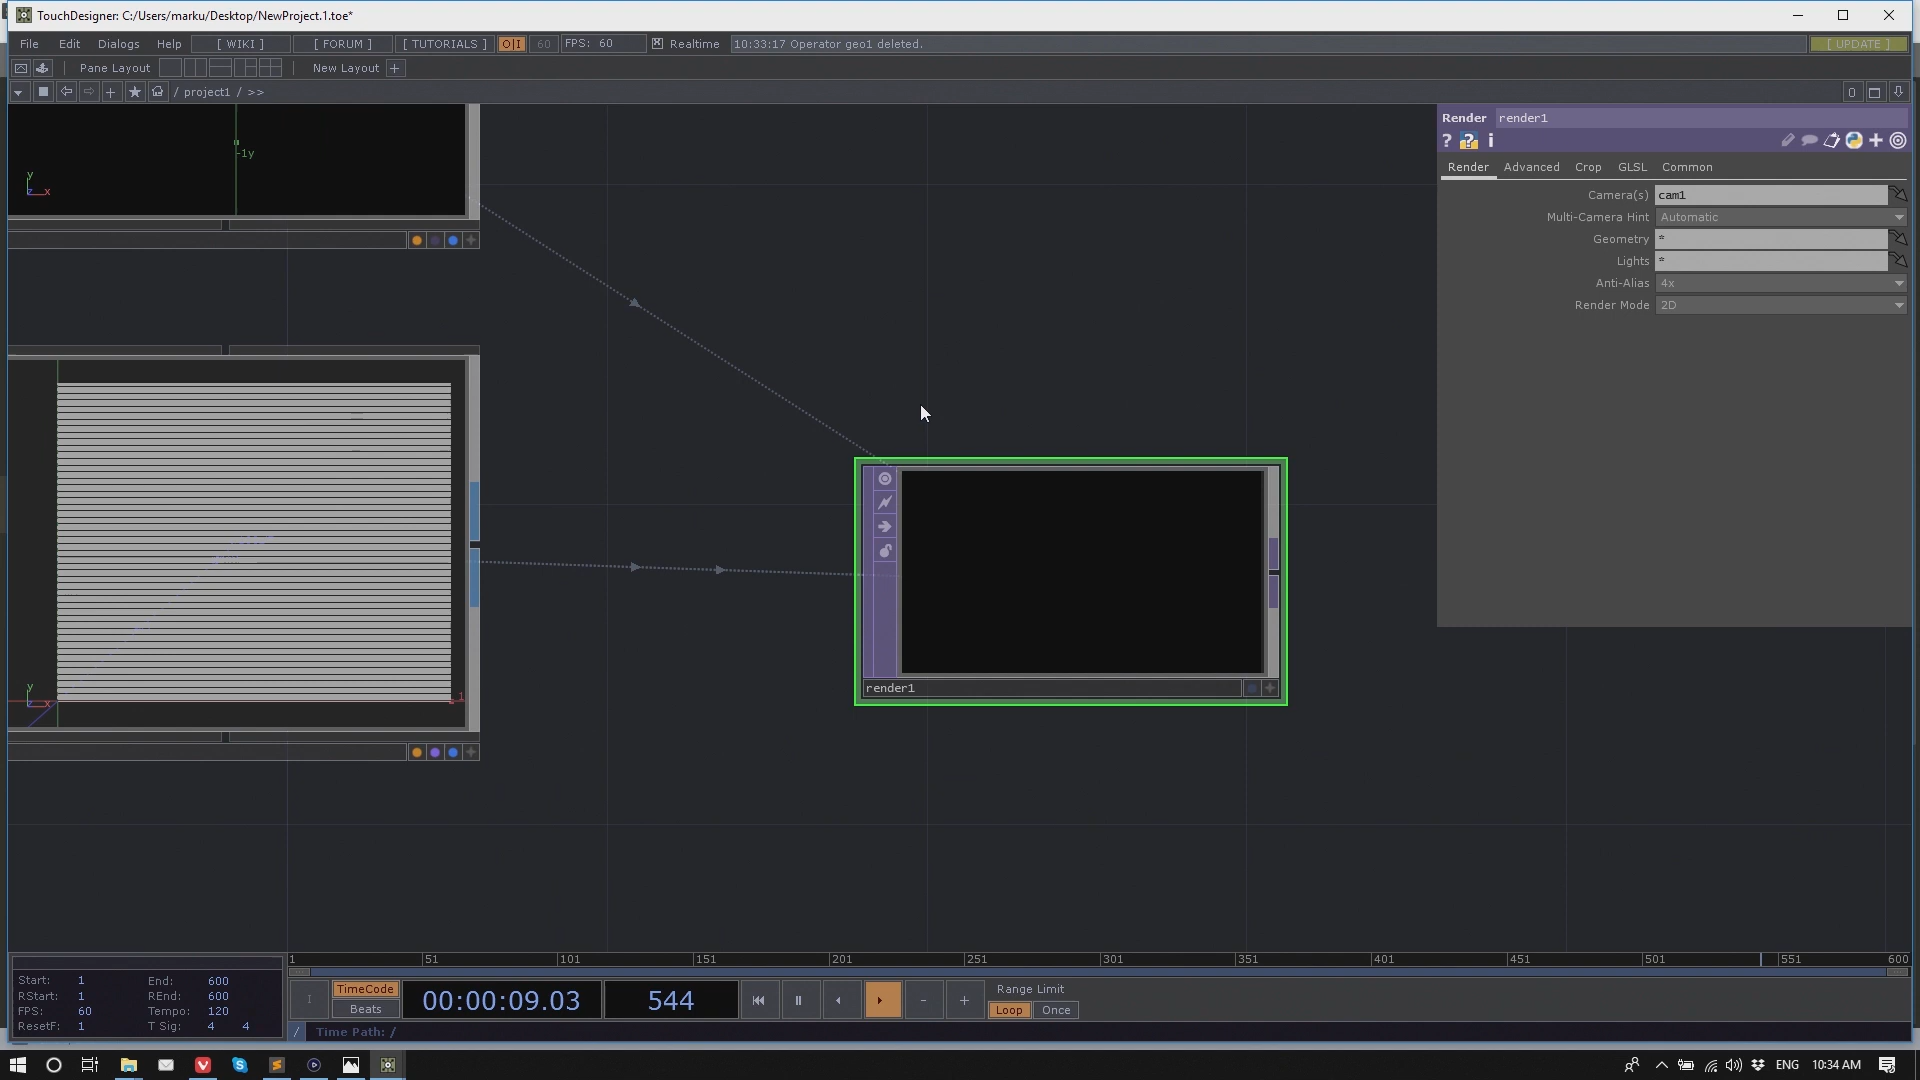 TouchDesigner: C:/Users/marku/Desktop/NewProject.1.toe*
File Edit Dialogs Help [ WIKI ] [ FORUM ] [ TUTORIALS ] O|I 60 FPS: 60 Realtime 10:33:17 Operator geo1 deleted. [ UPDATE ]
Pane Layout New Layout +
/ project1 / >> 0
Render render1
? ? i
Render Advanced Crop GLSL Common
Camera(s) cam1
Multi-Camera Hint Automatic
Geometry *
Lights *
Anti-Alias 4x
Render Mode 2D
-1y
y
z x
y
z x
1
render1
1 51 101 151 201 251 301 351 401 451 501 551 600
Start: 1 End: 600
RStart: 1 REnd: 600
FPS: 60 Tempo: 120
ResetF: 1 T Sig: 4 4
TimeCode
Beats
00:00:09.03
544
Range Limit
Loop Once
/ Time Path: /
ENG 10:34 AM